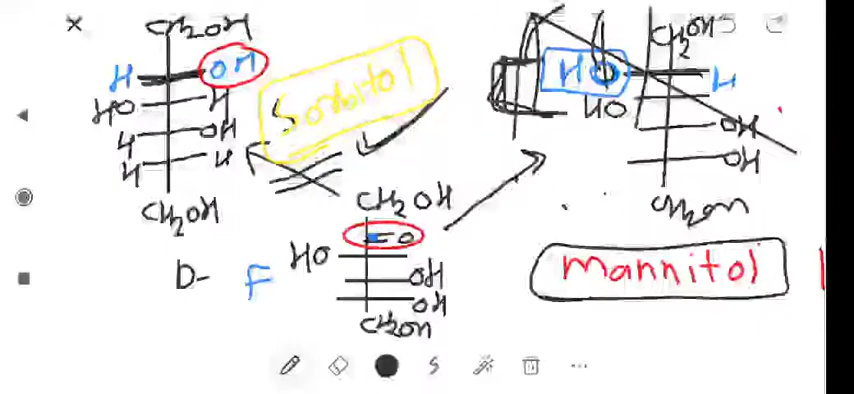 CH2OH
H OH
HO H
H OH
H H
CH2OH
Sorbitol
CH2OH
HO H
HO
OH
OH
CH2OH
mannitol
CH2OH
=O
HO
OH
OH
CH2OH
D- F